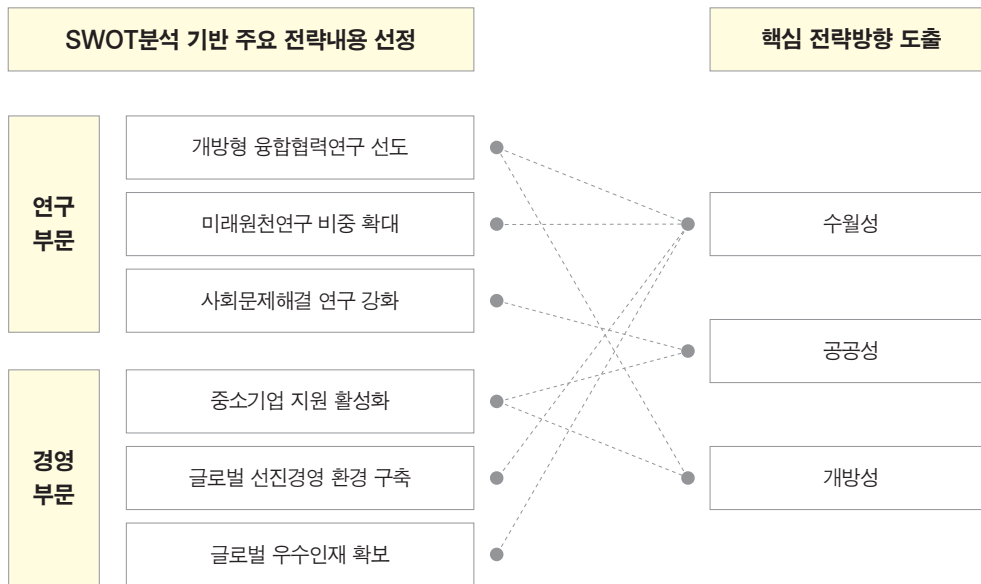 SWOT분석 기반 주요 전략내용 선정
핵심 전략방향 도출
연구
부문
개방형 융합협력연구 선도
미래원천연구 비중 확대
사회문제해결 연구 강화
경영
부문
중소기업 지원 활성화
글로벌 선진경영 환경 구축
글로벌 우수인재 확보
수월성
공공성
개방성